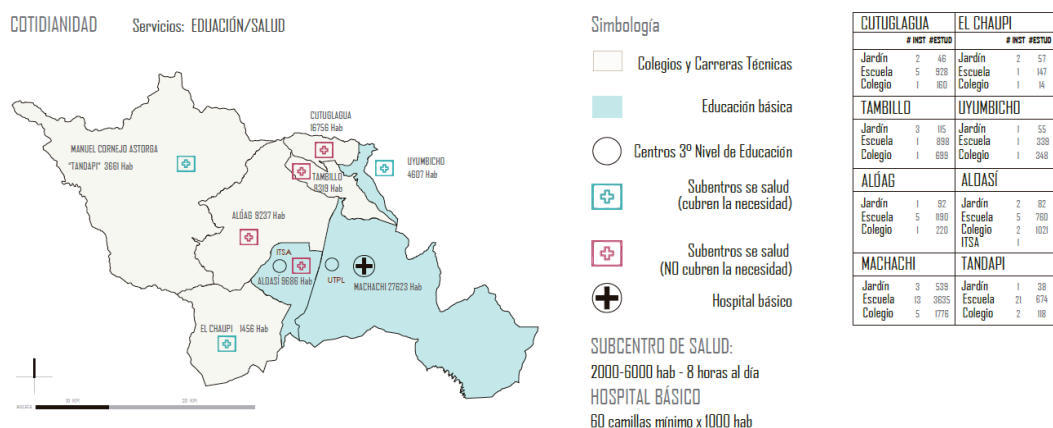 COTIDIANIDAD Servicios: EDUACIÓN/SALUD
MANUEL CORNEJO ASTORGA
"TANDAPI" 3661 Hab
CUTUGLAGUA
16756 Hab
UYUMBICHO
4607 Hab
TAMBILLO
8319 Hab
ALÓAG 9237 Hab
ITSA
ALOASÍ 9686 Hab
UTPL
MACHACHI 27623 Hab
EL CHAUPI 1456 Hab
10 KM 20 KM
Simbología
Colegios y Carreras Técnicas
Educación básica
Centros 3º Nivel de Educación
Subentros se salud
(cubren la necesidad)
Subentros se salud
(NO cubren la necesidad)
Hospital básico
SUBCENTRO DE SALUD:
2000-6000 hab - 8 horas al día
HOSPITAL BÁSICO
60 camillas mínimo x 1000 hab
CUTUGLAGUA EL CHAUPI
# INST #ESTUD # INST #ESTUD
Jardín 2 46 Jardín 2 57
Escuela 5 928 Escuela 1 147
Colegio 1 160 Colegio 1 14
TAMBILLO UYUMBICHO
Jardín 3 115 Jardín 1 55
Escuela 1 898 Escuela 1 339
Colegio 1 699 Colegio 1 348
ALÓAG ALOASÍ
Jardín 1 92 Jardín 2 82
Escuela 5 1190 Escuela 5 760
Colegio 1 220 Colegio 2 1021
ITSA 1
MACHACHI TANDAPI
Jardín 3 539 Jardín 1 38
Escuela 13 3635 Escuela 21 674
Colegio 5 1776 Colegio 2 118